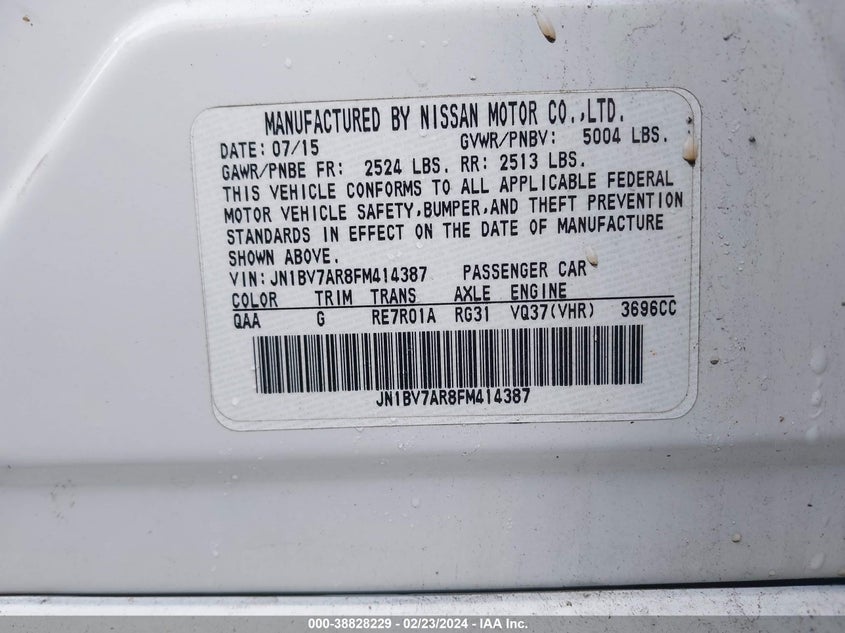 MANUFACTURED BY NISSAN MOTOR CO.,LTD.
DATE: 07/15 GVWR/PNBV: 5004 LBS.
GAWR/PNBE FR: 2524 LBS. RR: 2513 LBS.
THIS VEHICLE CONFORMS TO ALL APPLICABLE FEDERAL
MOTOR VEHICLE SAFETY,BUMPER,AND THEFT PREVENTION
STANDARDS IN EFFECT ON THE DATE OF MANUFACTURE
SHOWN ABOVE.
VIN:JN1BV7AR8FM414387 PASSENGER CAR
COLOR TRIM TRANS AXLE ENGINE
QAA G RE7R01A RG31 VQ37(VHR) 3696CC
JN1BV7AR8FM414387
000-38828229 - 02/23/2024 - IAA Inc.